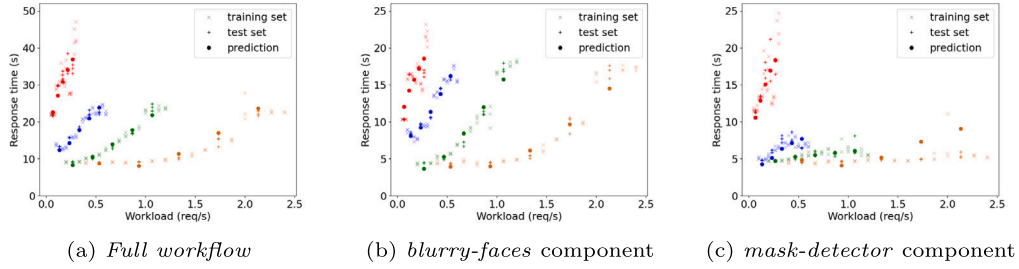 50
40
30
20
10
0
Response time (s)
0.0 0.5 1.0 1.5 2.0 2.5
Workload (req/s)
training set
test set
prediction
(a) Full workflow
25
20
15
10
5
0
Response time (s)
0.0 0.5 1.0 1.5 2.0 2.5
Workload (req/s)
training set
test set
prediction
(b) blurry-faces component
25
20
15
10
5
0
Response time (s)
0.0 0.5 1.0 1.5 2.0 2.5
Workload (req/s)
training set
test set
prediction
(c) mask-detector component